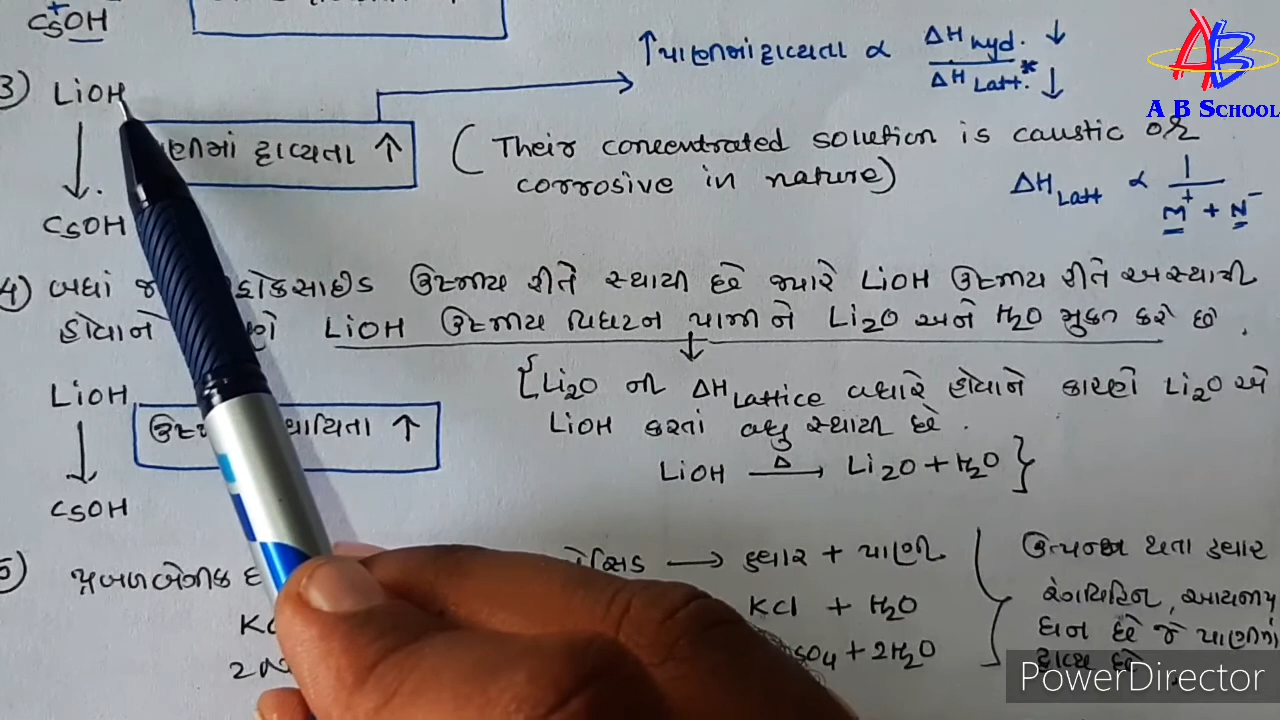 CsOH
3) LiOH
CsOH
દ્રાવ્યતા ↑
↑ પાણીમાં દ્રાવ્યતા ∝ ΔHhyd. ↓ / ΔHLatt.* ↓
(Their concentrated solution is caustic or
corrosive in nature)
ΔHLatt ∝ 1 / M⁺ + N⁻
4) બધાં જ હાઇડ્રોક્સાઈડ ઉષ્મીય રીતે સ્થાયી છે જ્યારે LiOH ઉષ્મીય રીતે અસ્થાયી
હોવાને LiOH ઉષ્મીય વિઘટન પામીને Li2O અને H2O મુક્ત કરે છે.
↓
{Li2O ની ΔHLattice વધારે હોવાને કારણે Li2O એ
LiOH કરતાં વધુ સ્થાયી છે.
LiOH —Δ→ Li2O + H2O}
LiOH
CsOH
↑
5) પ્રબળ બેઝીક → ક્ષાર + પાણી
KCl + H2O
SO4 + 2H2O
ઉત્પન્ન થતા ક્ષાર
રંગવિહિન, આયનીય
ઘન છે જે પાણીમાં
દ્રાવ્ય છે.
AB
A B SCHOOL
PowerDirector